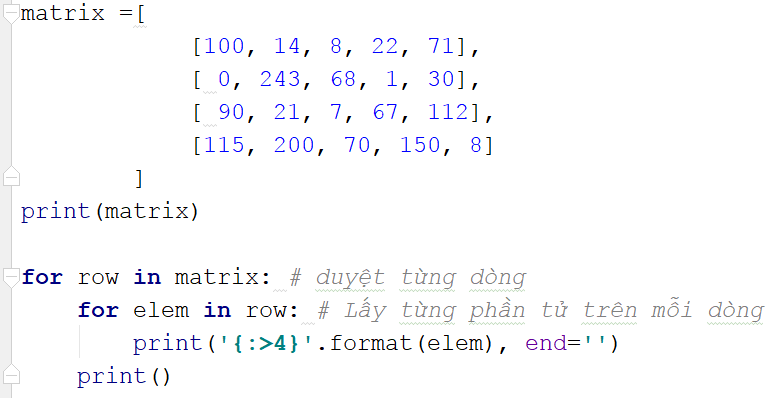 matrix =[
            [100, 14, 8, 22, 71],
            [ 0, 243, 68, 1, 30],
            [ 90, 21, 7, 67, 112],
            [115, 200, 70, 150, 8]
        ]
print(matrix)

for row in matrix: # duyệt từng dòng
    for elem in row: # Lấy từng phần tử trên mỗi dòng
        print('{:>4}'.format(elem), end='')
    print()